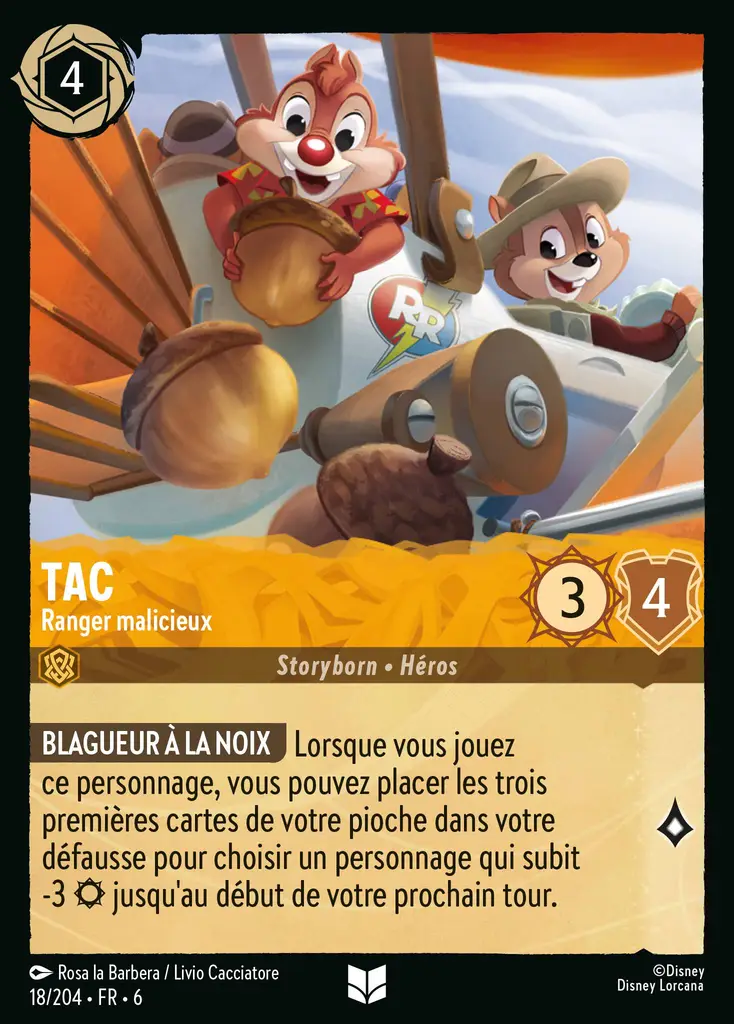 4
RR
TAC
Ranger malicieux
3
4
Storyborn • Héros
BLAGUEUR À LA NOIX Lorsque vous jouez
ce personnage, vous pouvez placer les trois
premières cartes de votre pioche dans votre
défausse pour choisir un personnage qui subit
-3 jusqu'au début de votre prochain tour.
Rosa la Barbera / Livio Cacciatore
18/204 • FR • 6
©Disney
Disney Lorcana